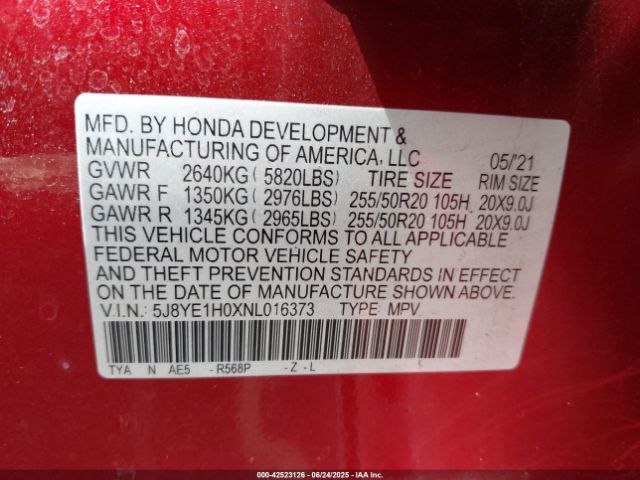 MFD. BY HONDA DEVELOPMENT &
MANUFACTURING OF AMERICA, LLC 05/'21
GVWR 2640KG ( 5820LBS) TIRE SIZE RIM SIZE
GAWR F 1350KG ( 2976LBS) 255/50R20 105H 20X9.0J
GAWR R 1345KG ( 2965LBS) 255/50R20 105H 20X9.0J
THIS VEHICLE CONFORMS TO ALL APPLICABLE
FEDERAL MOTOR VEHICLE SAFETY
AND THEFT PREVENTION STANDARDS IN EFFECT
ON THE DATE OF MANUFACTURE SHOWN ABOVE.
V.I.N.: 5J8YE1H0XNL016373 TYPE: MPV
TYA N AE5 -R568P -Z -L
000-42523126 - 06/24/2025 - IAA Inc.